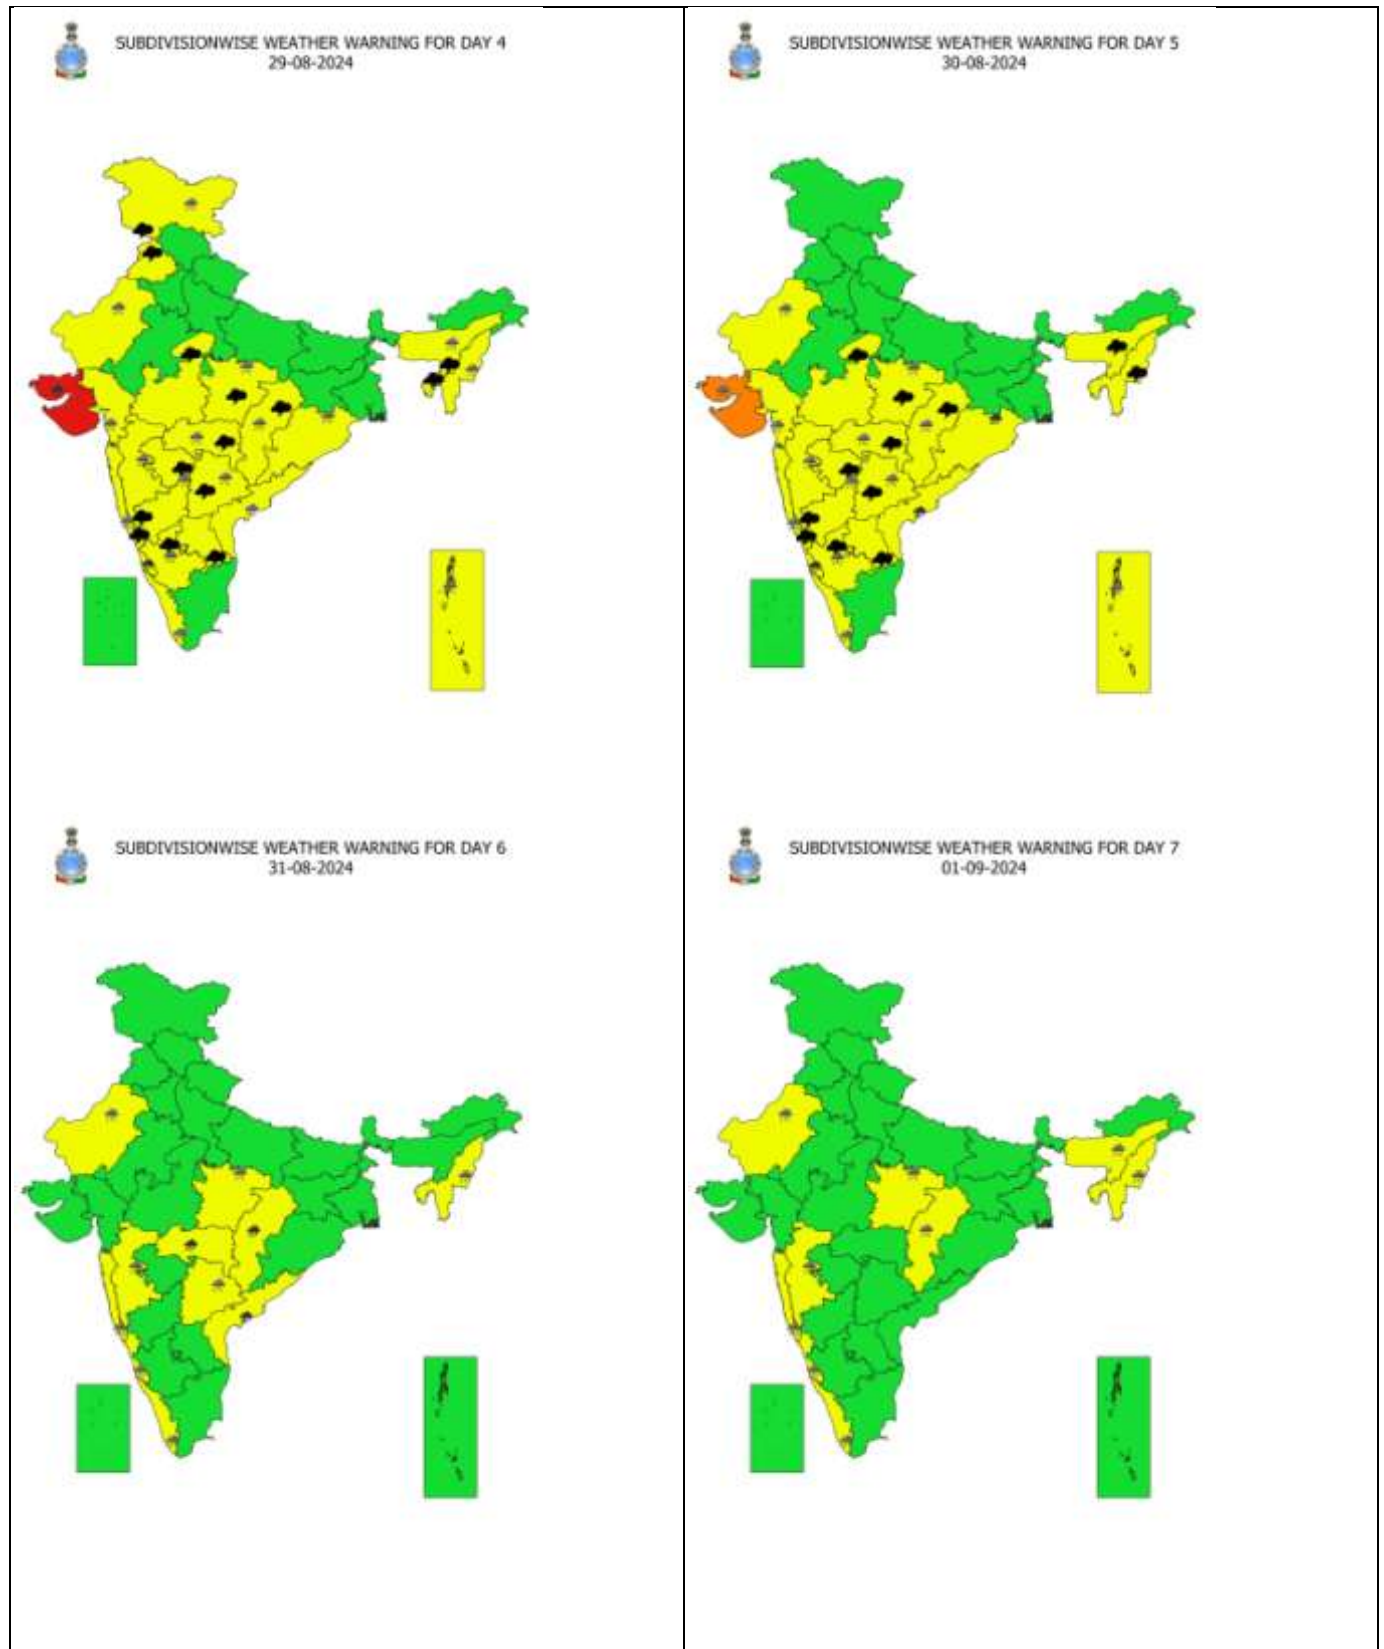 SUBDIVISIONWISE WEATHER WARNING FOR DAY 4
29-08-2024
SUBDIVISIONWISE WEATHER WARNING FOR DAY 5
30-08-2024
SUBDIVISIONWISE WEATHER WARNING FOR DAY 6
31-08-2024
SUBDIVISIONWISE WEATHER WARNING FOR DAY 7
01-09-2024